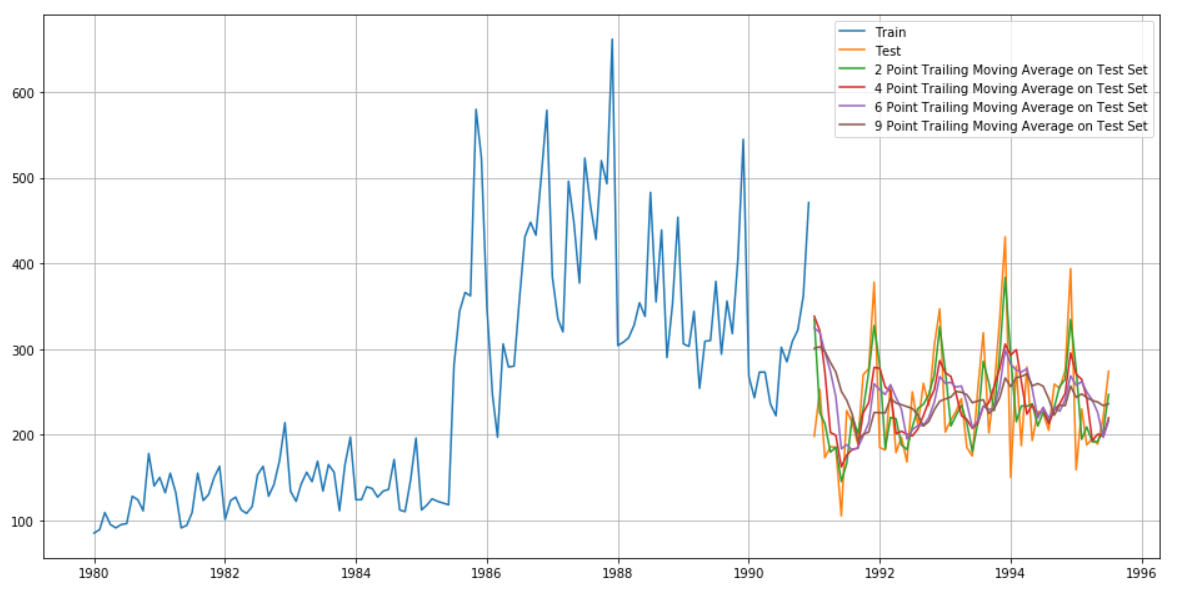 Train
Test
2 Point Trailing Moving Average on Test Set
4 Point Trailing Moving Average on Test Set
6 Point Trailing Moving Average on Test Set
9 Point Trailing Moving Average on Test Set
600
500
400
300
200
100
1980 1982 1984 1986 1988 1990 1992 1994 1996